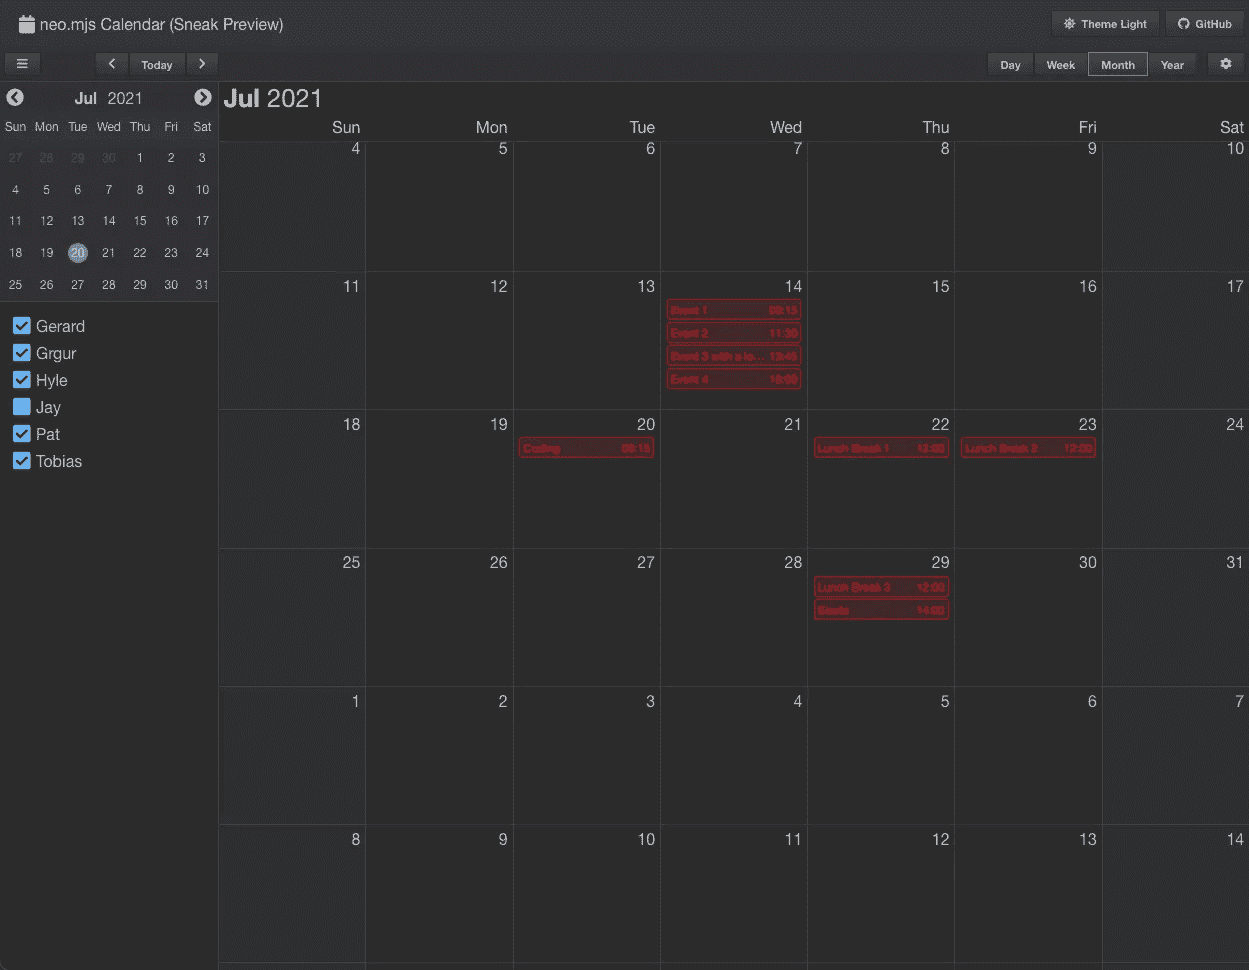 neo.mjs Calendar (Sneak Preview) Theme Light GitHub
Today Day Week Month Year
Jul 2021
Sun Mon Tue Wed Thu Fri Sat
27 28 29 30 1 2 3
4 5 6 7 8 9 10
11 12 13 14 15 16 17
18 19 20 21 22 23 24
25 26 27 28 29 30 31
Gerard
Grgur
Hyle
Jay
Pat
Tobias
Jul 2021
Sun Mon Tue Wed Thu Fri Sat
4 5 6 7 8 9 10
11 12 13 14 15 16 17
Event 1 09:15
Event 2 11:30
Event 3 with a lo... 13:45
Event 4 
18 19 20 21 22 23 24
Coding 09:15 Lunch Break 1 12:00 Lunch Break 2 12:00
25 26 27 28 29 30 31
Lunch Break 3 12:00
14:00
1 2 3 4 5 6 7
8 9 10 11 12 13 14